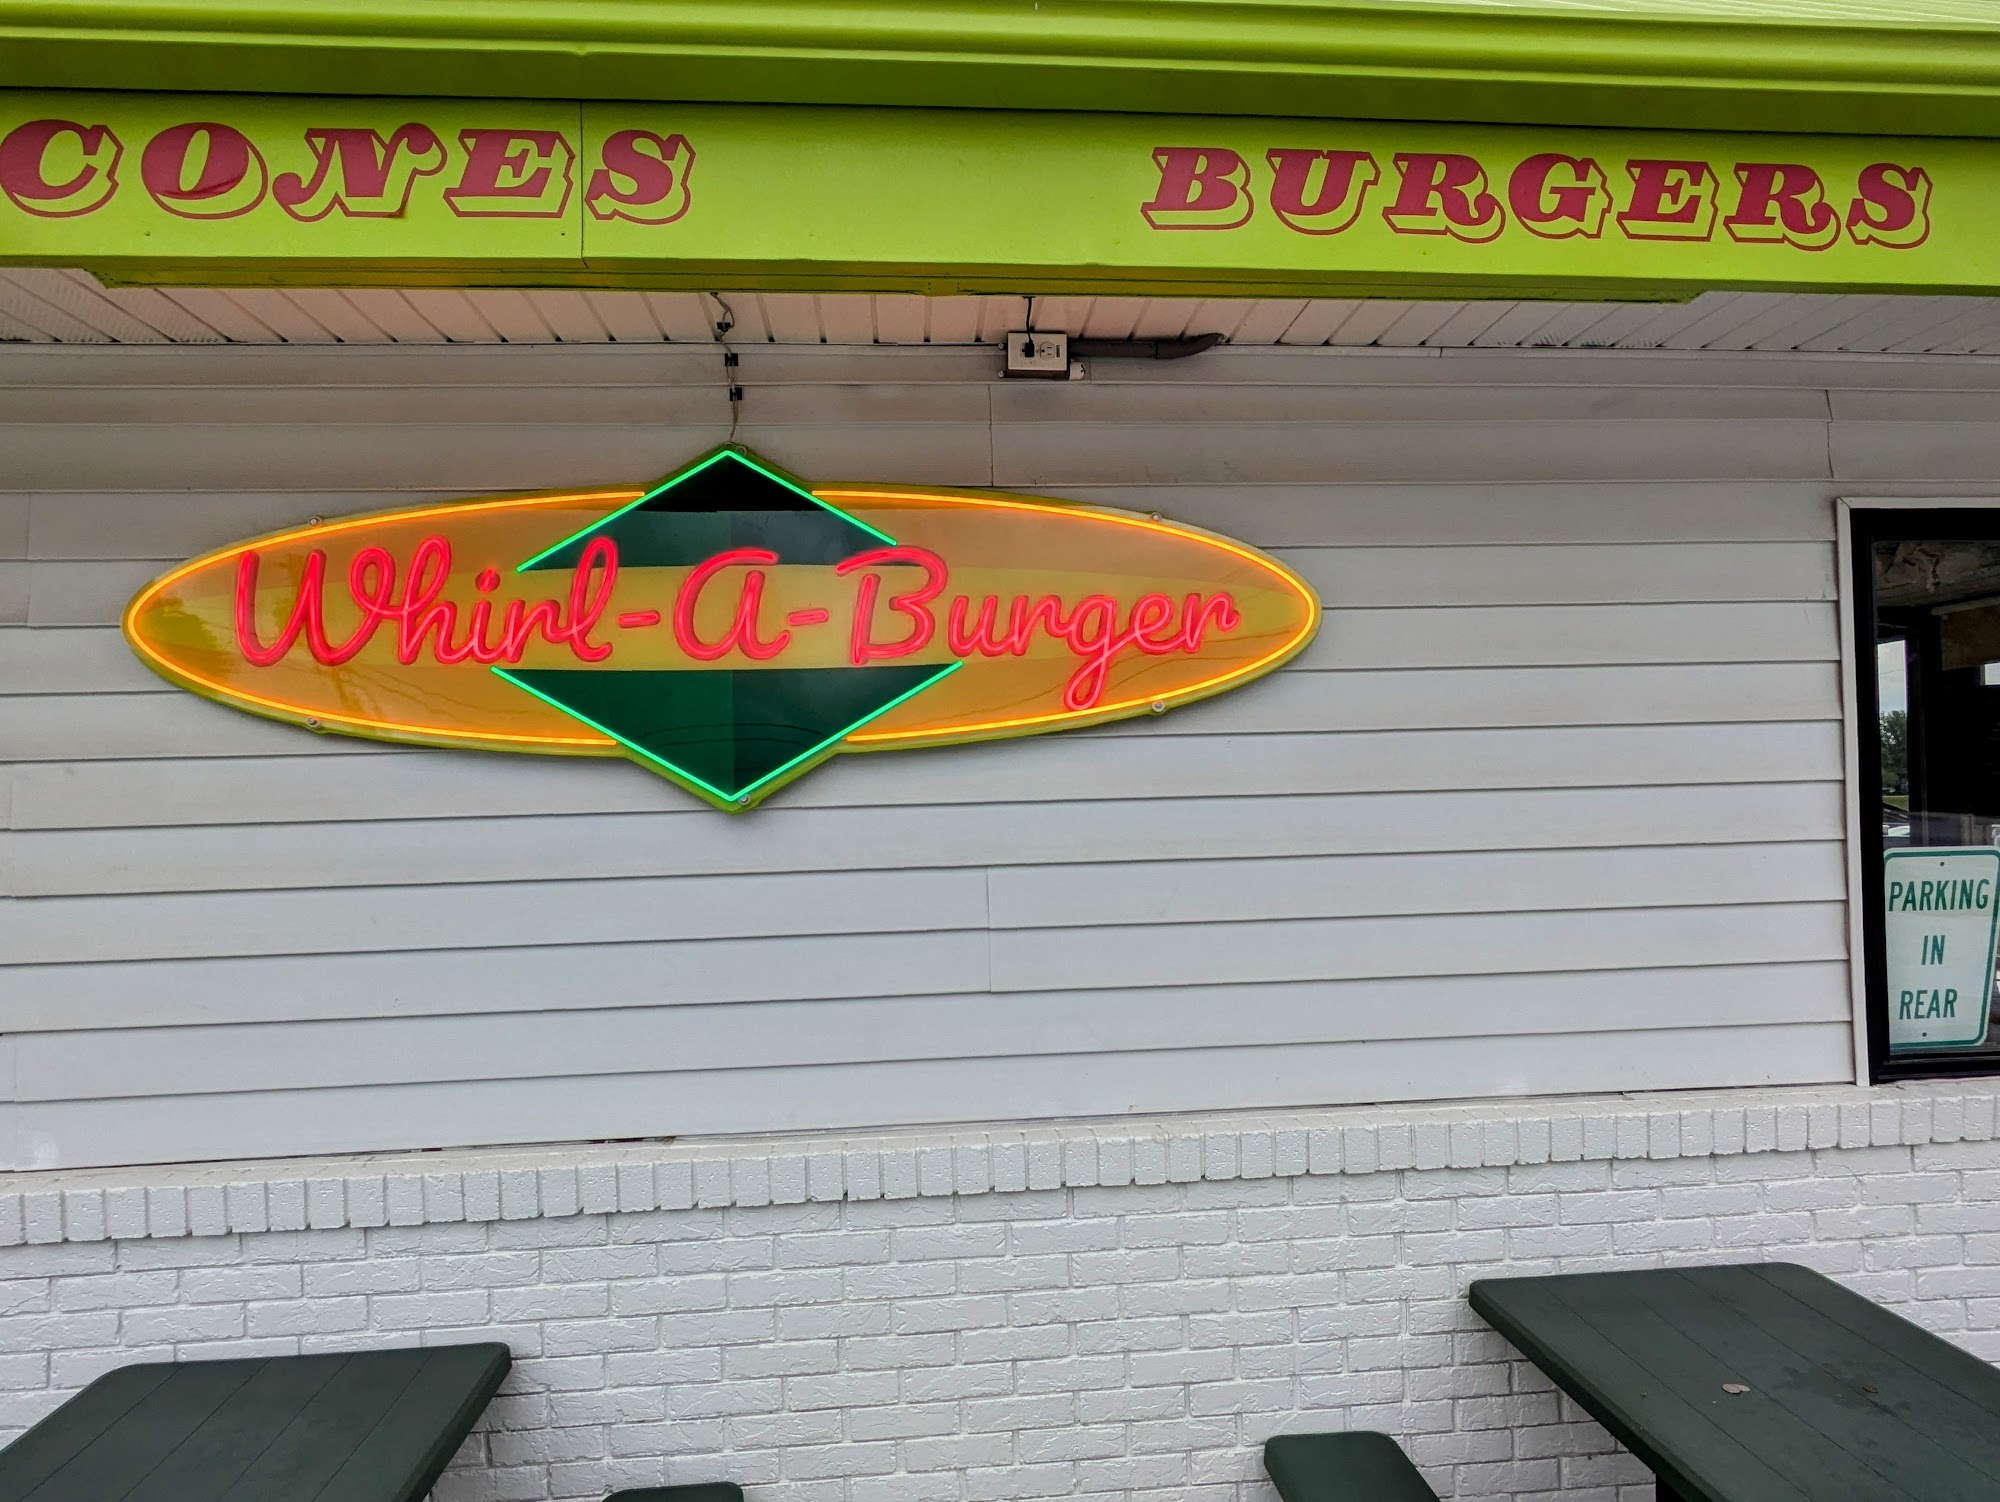 CONES BURGERS
Whirl-A-Burger
PARKING
IN
REAR